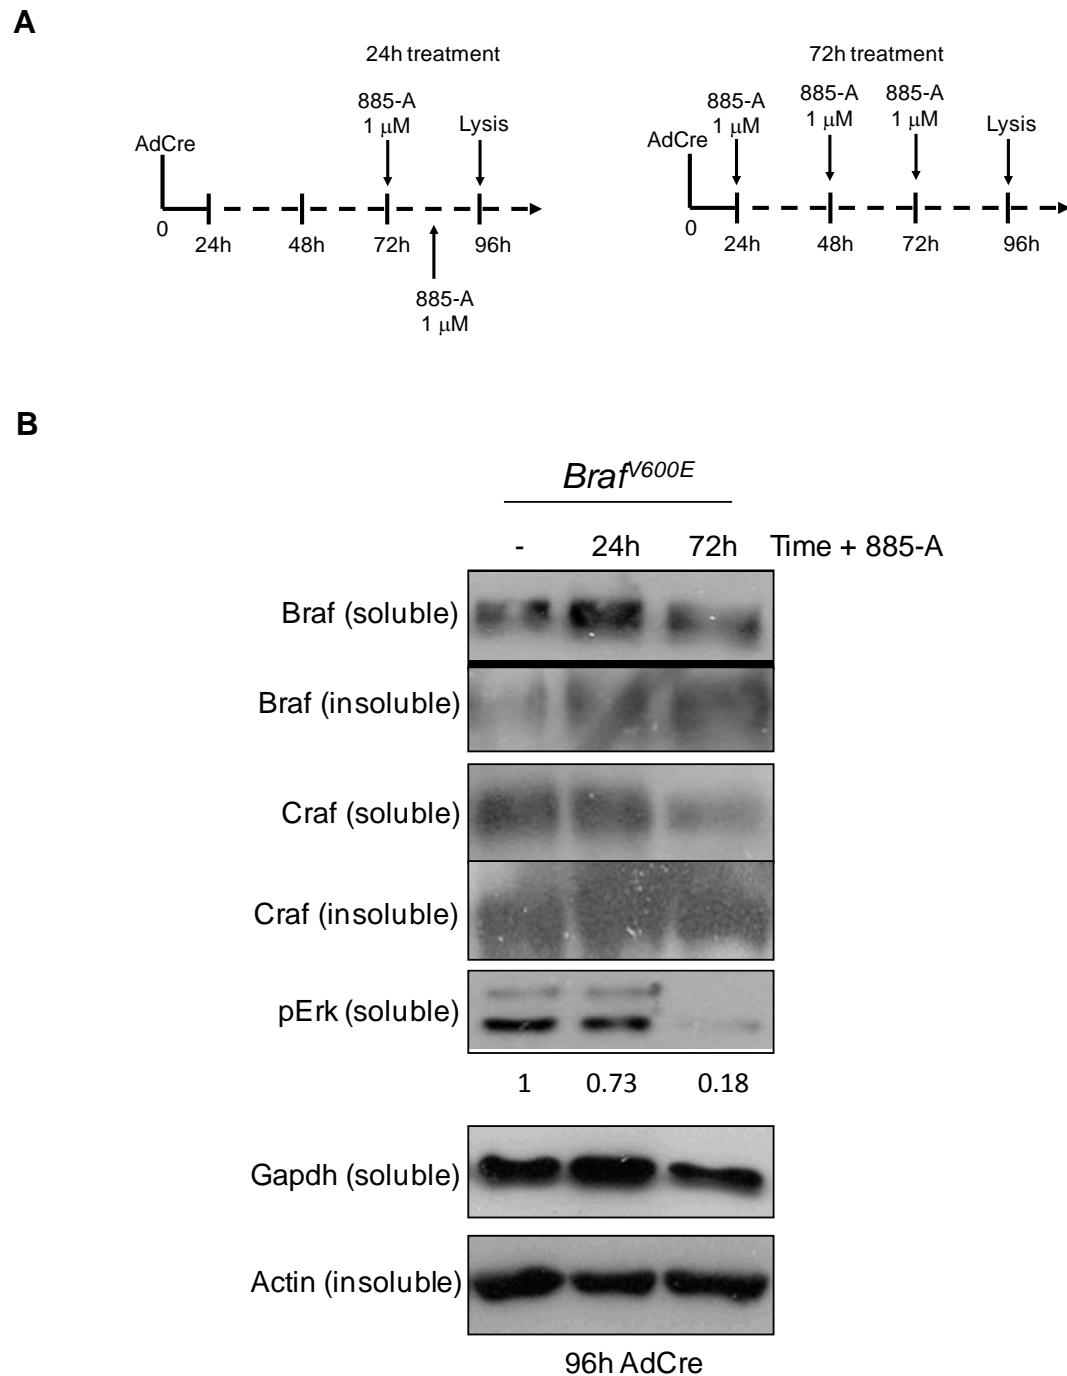 A
24h treatment
885-A
1 μM
Lysis
AdCre
0
24h
48h
72h
96h
885-A
1 μM
72h treatment
885-A
1 μM
885-A
1 μM
885-A
1 μM
Lysis
AdCre
0
24h
48h
72h
96h
B
Braf^V600E
- 24h 72h Time + 885-A
Braf (soluble)
Braf (insoluble)
Craf (soluble)
Craf (insoluble)
pErk (soluble)
1 0.73 0.18
Gapdh (soluble)
Actin (insoluble)
96h AdCre